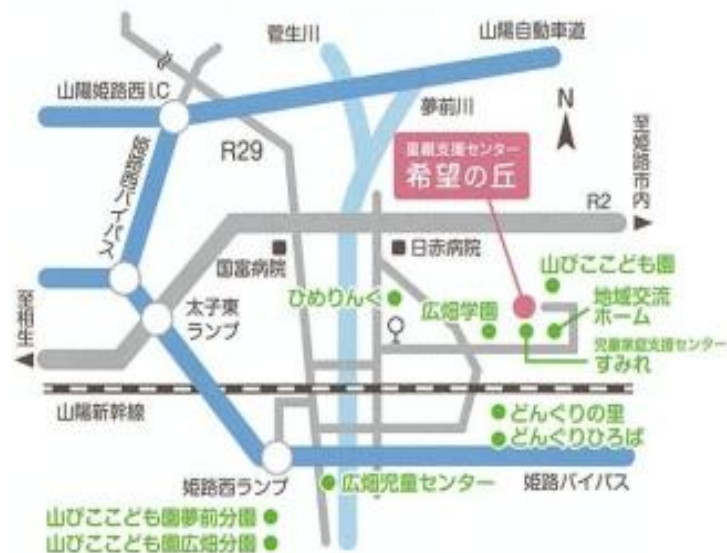 菅生川
山陽自動車道
山陽姫路西I.C
夢前川
N
R29
里親支援センター
希望の丘
至姫路市内
姫路西バイパス
R2
国富病院
日赤病院
山びここども園
ひめりんぐ
地域交流
ホーム
広畑学園
太子東
ランプ
至相生
児童家庭支援センター
すみれ
山陽新幹線
どんぐりの里
どんぐりひろば
姫路西ランプ
広畑児童センター
姫路バイパス
山びここども園夢前分園
山びここども園広畑分園